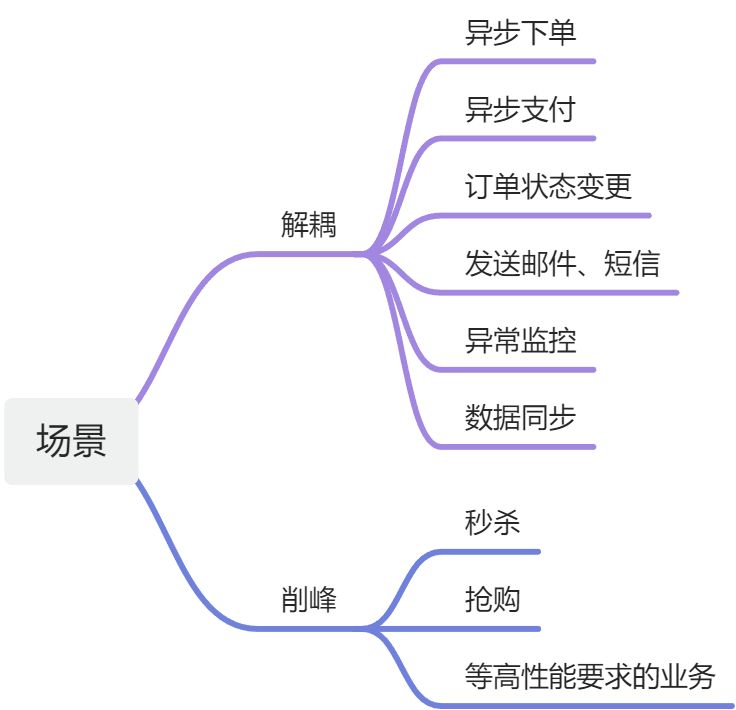 场景
解耦
异步下单
异步支付
订单状态变更
发送邮件、短信
异常监控
数据同步
削峰
秒杀
抢购
等高性能要求的业务